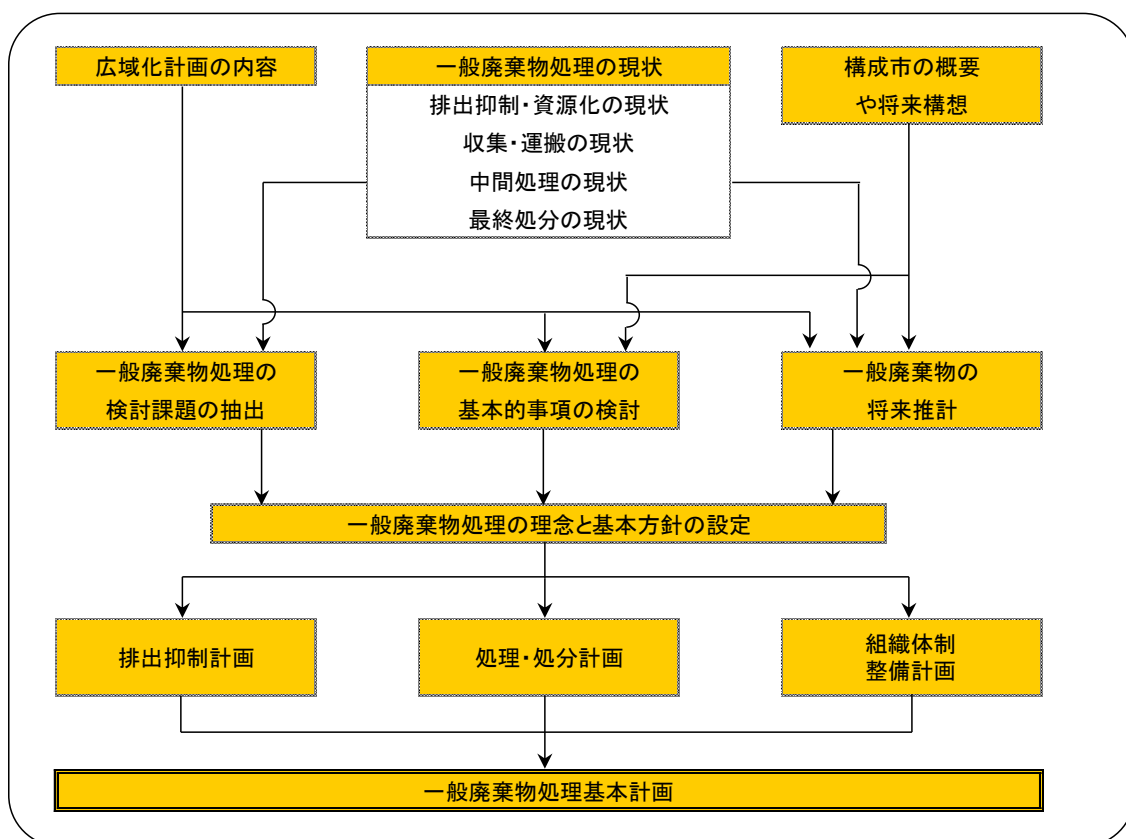 広域化計画の内容
一般廃棄物処理の現状
排出抑制・資源化の現状
収集・運搬の現状
中間処理の現状
最終処分の現状
構成市の概要
や将来構想
一般廃棄物処理の
検討課題の抽出
一般廃棄物処理の
基本的事項の検討
一般廃棄物の
将来推計
一般廃棄物処理の理念と基本方針の設定
排出抑制計画
処理・処分計画
組織体制
整備計画
一般廃棄物処理基本計画